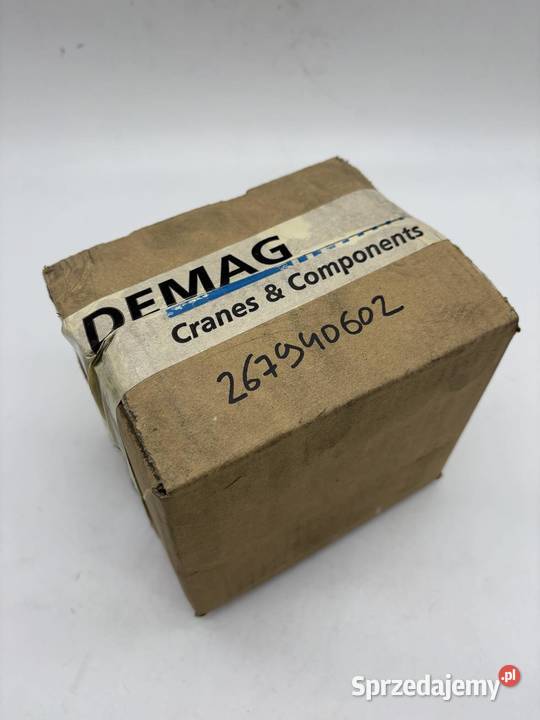 DEMAG
Cranes & Components
267940602
Sprzedajemy.pl